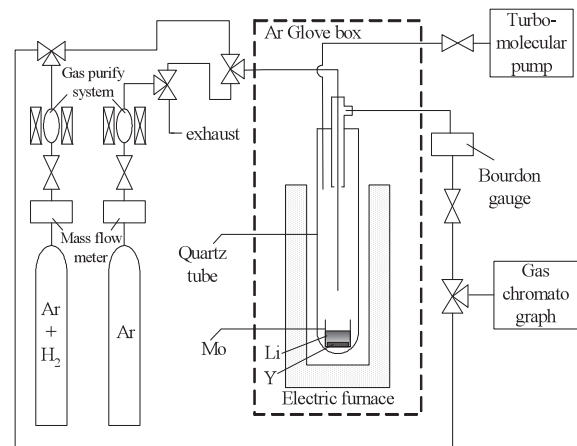 Ar Glove box
Turbo-
molecular
pump
Gas purify
system
exhaust
Bourdon
gauge
Mass flow
meter
Quartz
tube
Gas
chromato
graph
Ar
+
H2
Ar
Mo
Li
Y
Electric furnace